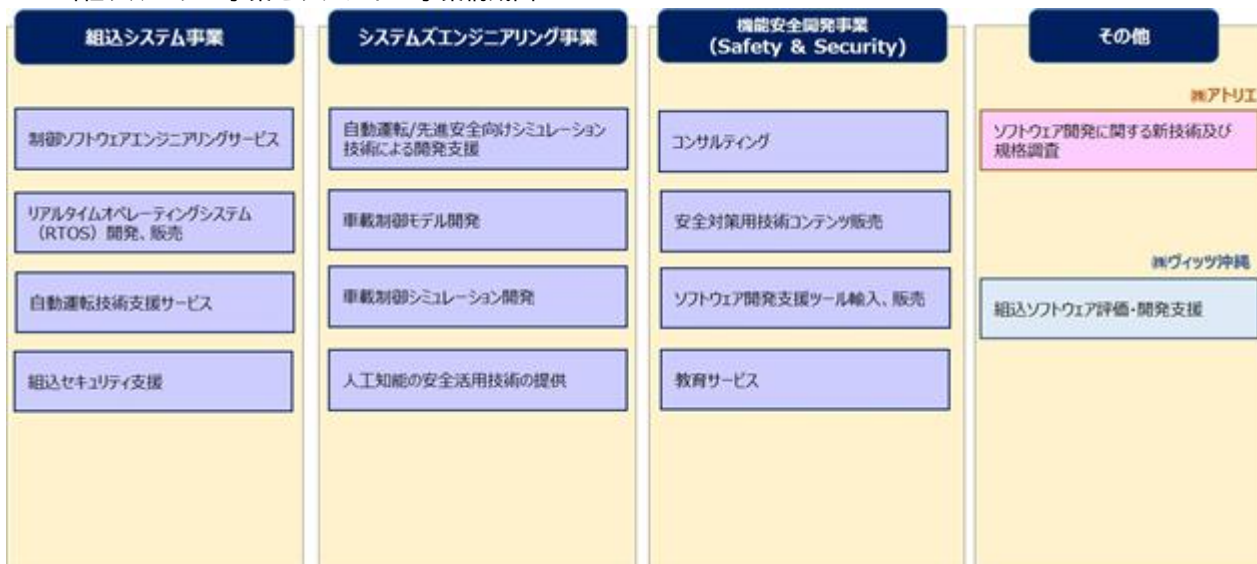 組込システム事業
制御ソフトウェアエンジニアリングサービス
リアルタイムオペレーティングシステム
（RTOS）開発、販売
自動運転技術支援サービス
組込セキュリティ支援
システムズエンジニアリング事業
自動運転/先進安全向けシミュレーション
技術による開発支援
車載制御モデル開発
車載制御シミュレーション開発
人工知能の安全活用技術の提供
機能安全開発事業
(Safety & Security)
コンサルティング
安全対策用技術コンテンツ販売
ソフトウェア開発支援ツール輸入、販売
教育サービス
その他
㈱アトリエ
ソフトウェア開発に関する新技術及び
規格調査
㈱ヴィッツ沖縄
組込ソフトウェア評価・開発支援